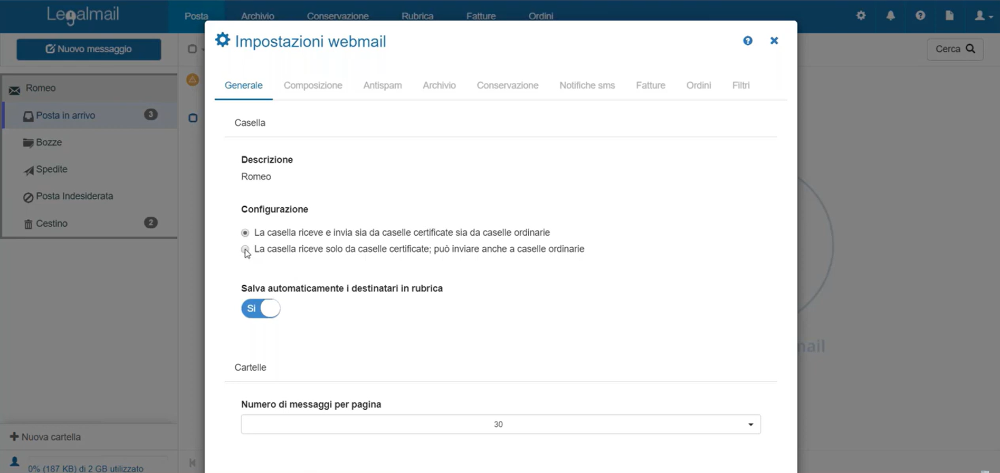 Legalmail
Posta
Archivio
Conservazione
Rubrica
Fatture
Ordini
Nuovo messaggio
Cerca
Romeo
Posta in arrivo 3
Bozze
Spedite
Posta Indesiderata
Cestino 2
Nuova cartella
0% (187 KB) di 2 GB utilizzato
Impostazioni webmail
Generale
Composizione
Antispam
Archivio
Conservazione
Notifiche sms
Fatture
Ordini
Filtri
Casella
Descrizione
Romeo
Configurazione
La casella riceve e invia sia da caselle certificate sia da caselle ordinarie
La casella riceve solo da caselle certificate; può inviare anche a caselle ordinarie
Salva automaticamente i destinatari in rubrica
Si
Cartelle
Numero di messaggi per pagina
30